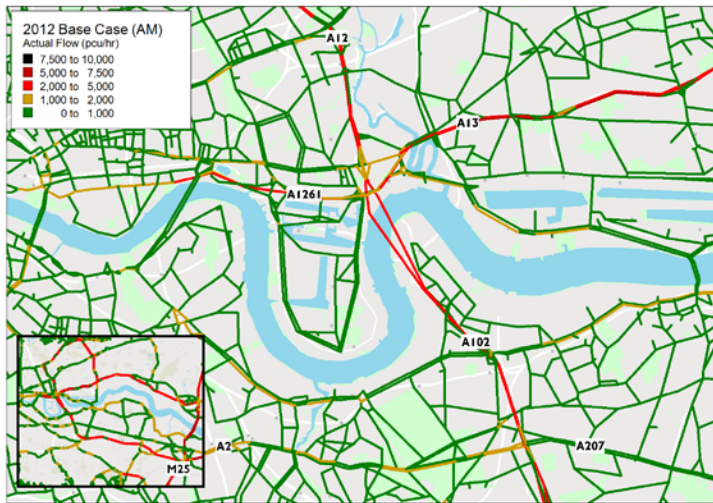 2012 Base Case (AM)
Actual Flow (pcu/hr)
7,500 to 10,000
5,000 to 7,500
2,000 to 5,000
1,000 to 2,000
0 to 1,000
A12
A13
A1261
A102
A2
A207
M25